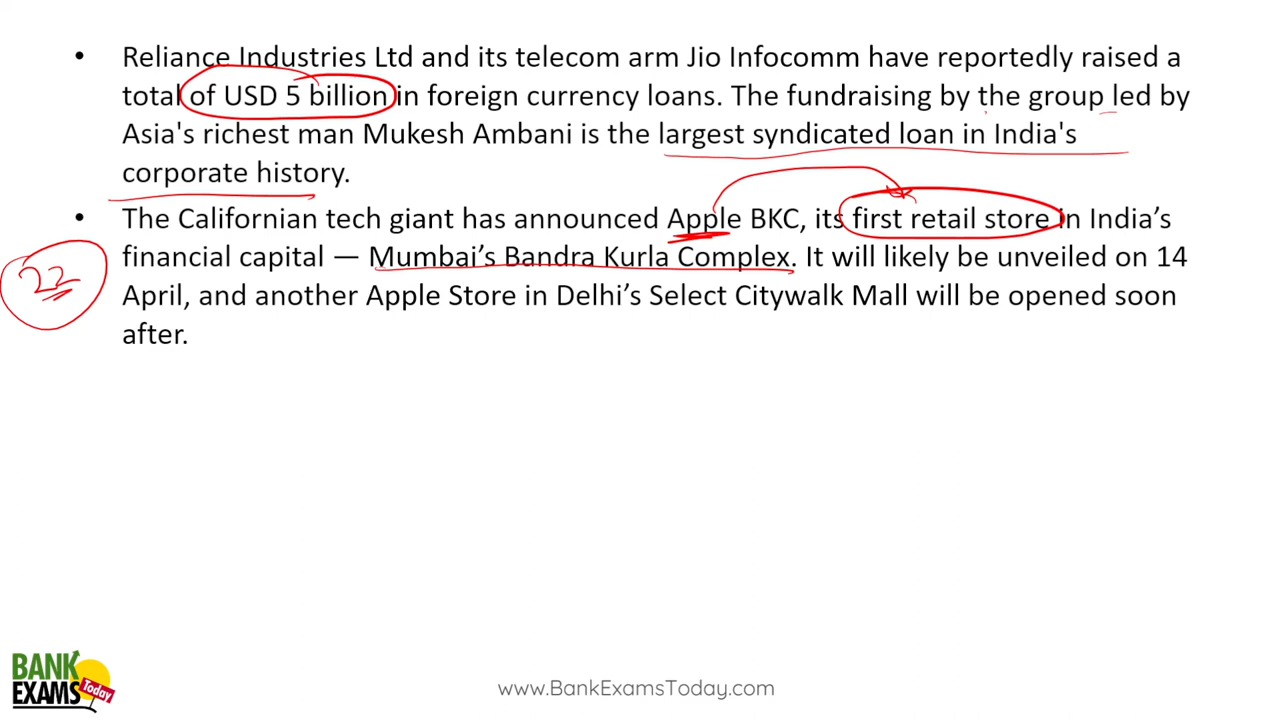 • Reliance Industries Ltd and its telecom arm Jio Infocomm have reportedly raised a
total of USD 5 billion in foreign currency loans. The fundraising by the group led by
Asia's richest man Mukesh Ambani is the largest syndicated loan in India's
corporate history.
• The Californian tech giant has announced Apple BKC, its first retail store in India’s
financial capital — Mumbai’s Bandra Kurla Complex. It will likely be unveiled on 14
April, and another Apple Store in Delhi’s Select Citywalk Mall will be opened soon
after.
BANK
EXAMS Today
www.BankExamsToday.com